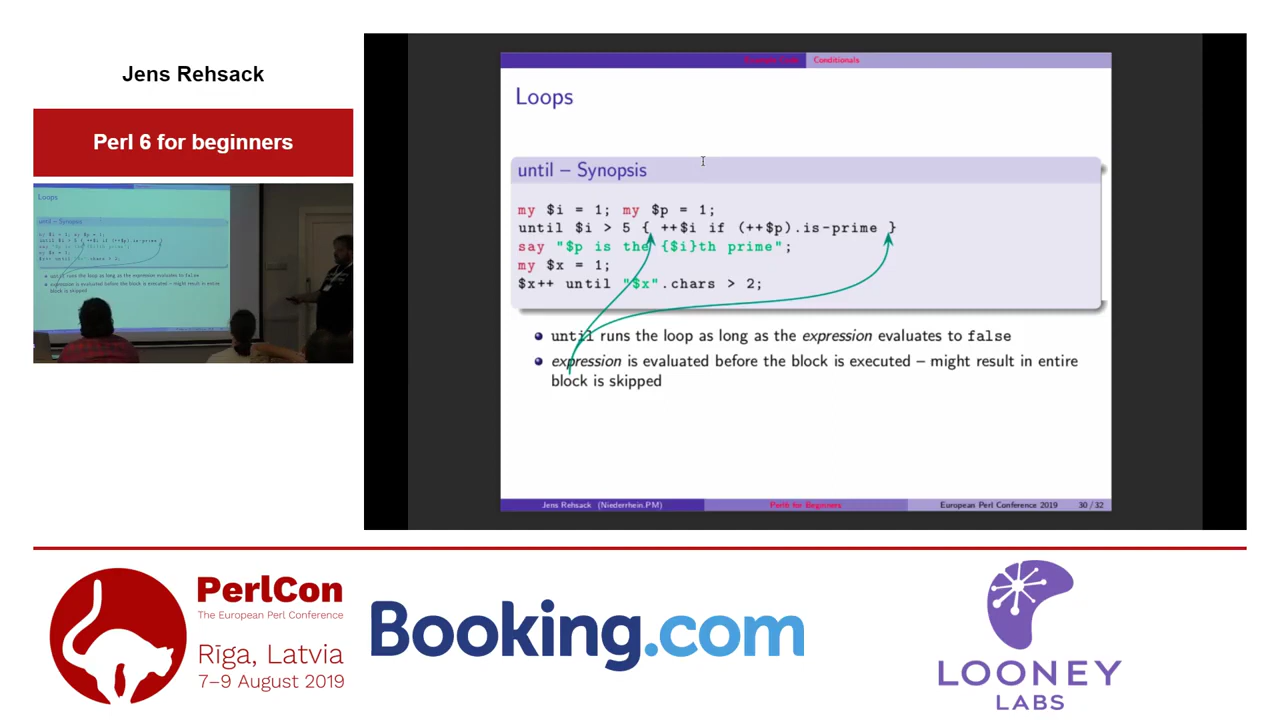 Jens Rehsack
Perl 6 for beginners
Conditionals
Loops
until – Synopsis
my $i = 1; my $p = 1;
until $i > 5 { ++$i if (++$p).is-prime }
say "$p is the {$i}th prime";
my $x = 1;
$x++ until "$x".chars > 2;
until runs the loop as long as the expression evaluates to false
expression is evaluated before the block is executed – might result in entire
block is skipped
Jens Rehsack (Niederrhein.PM)
Perl6 for Beginners
European Perl Conference 2019
30 / 32
PerlCon
The European Perl Conference
Rīga, Latvia
7–9 August 2019
Booking.com
LOONEY
LABS